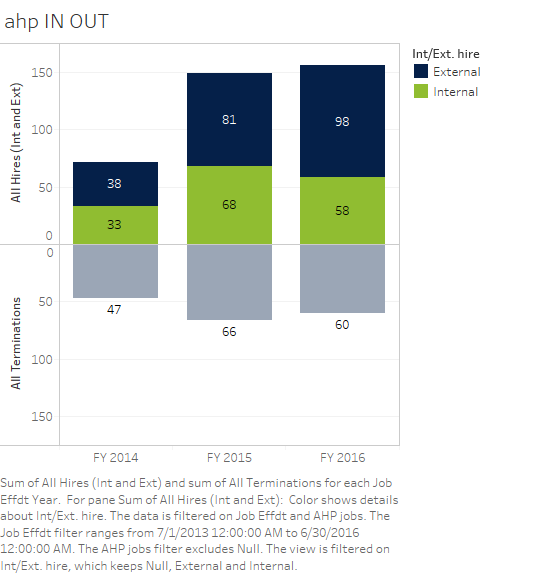 ahp IN OUT
Int/Ext. hire
External
Internal
All Hires (Int and Ext)
150
100
50
0
38
33
81
68
98
58
All Terminations
0
50
100
150
47
66
60
FY 2014
FY 2015
FY 2016
Sum of All Hires (Int and Ext) and sum of All Terminations for each Job
Effdt Year.  For pane Sum of All Hires (Int and Ext):  Color shows details
about Int/Ext. hire. The data is filtered on Job Effdt and AHP jobs. The
Job Effdt filter ranges from 7/1/2013 12:00:00 AM to 6/30/2016
12:00:00 AM. The AHP jobs filter excludes Null. The view is filtered on
Int/Ext. hire, which keeps Null, External and Internal.